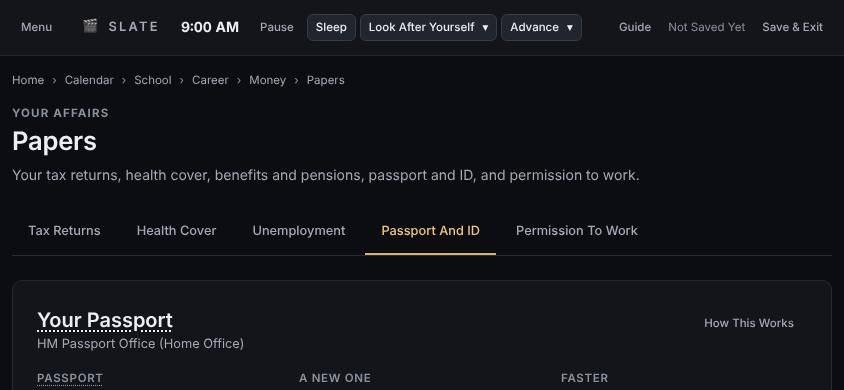 Menu 🎬 SLATE 9:00 AM Pause Sleep Look After Yourself ▾ Advance ▾ Guide Not Saved Yet Save & Exit
Home › Calendar › School › Career › Money › Papers
YOUR AFFAIRS
Papers
Your tax returns, health cover, benefits and pensions, passport and ID, and permission to work.
Tax Returns Health Cover Unemployment Passport And ID Permission To Work
Your Passport How This Works
HM Passport Office (Home Office)
PASSPORT A NEW ONE FASTER